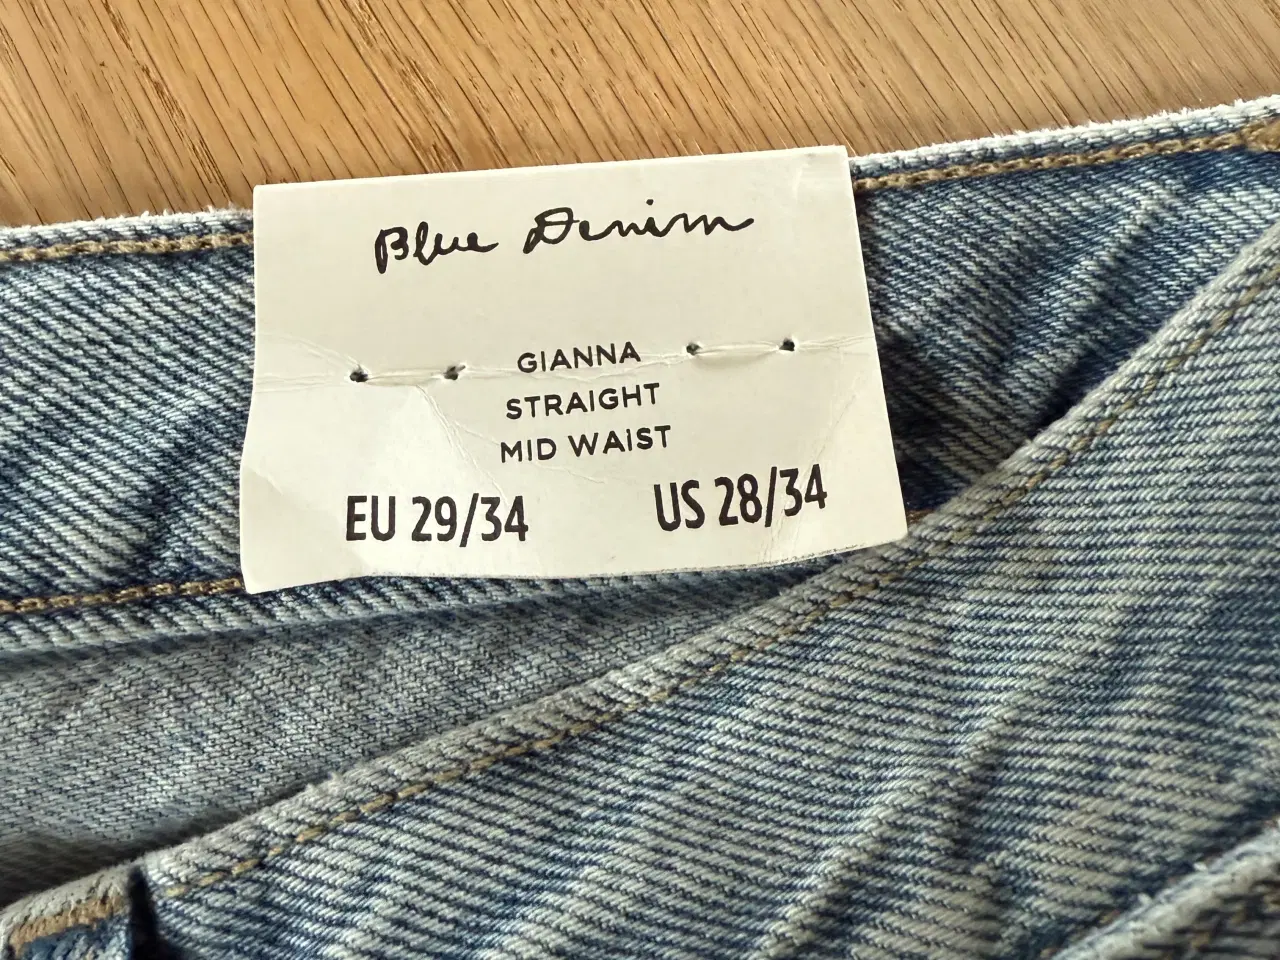 Blue Denim
GIANNA
STRAIGHT
MID WAIST
EU 29/34 US 28/34